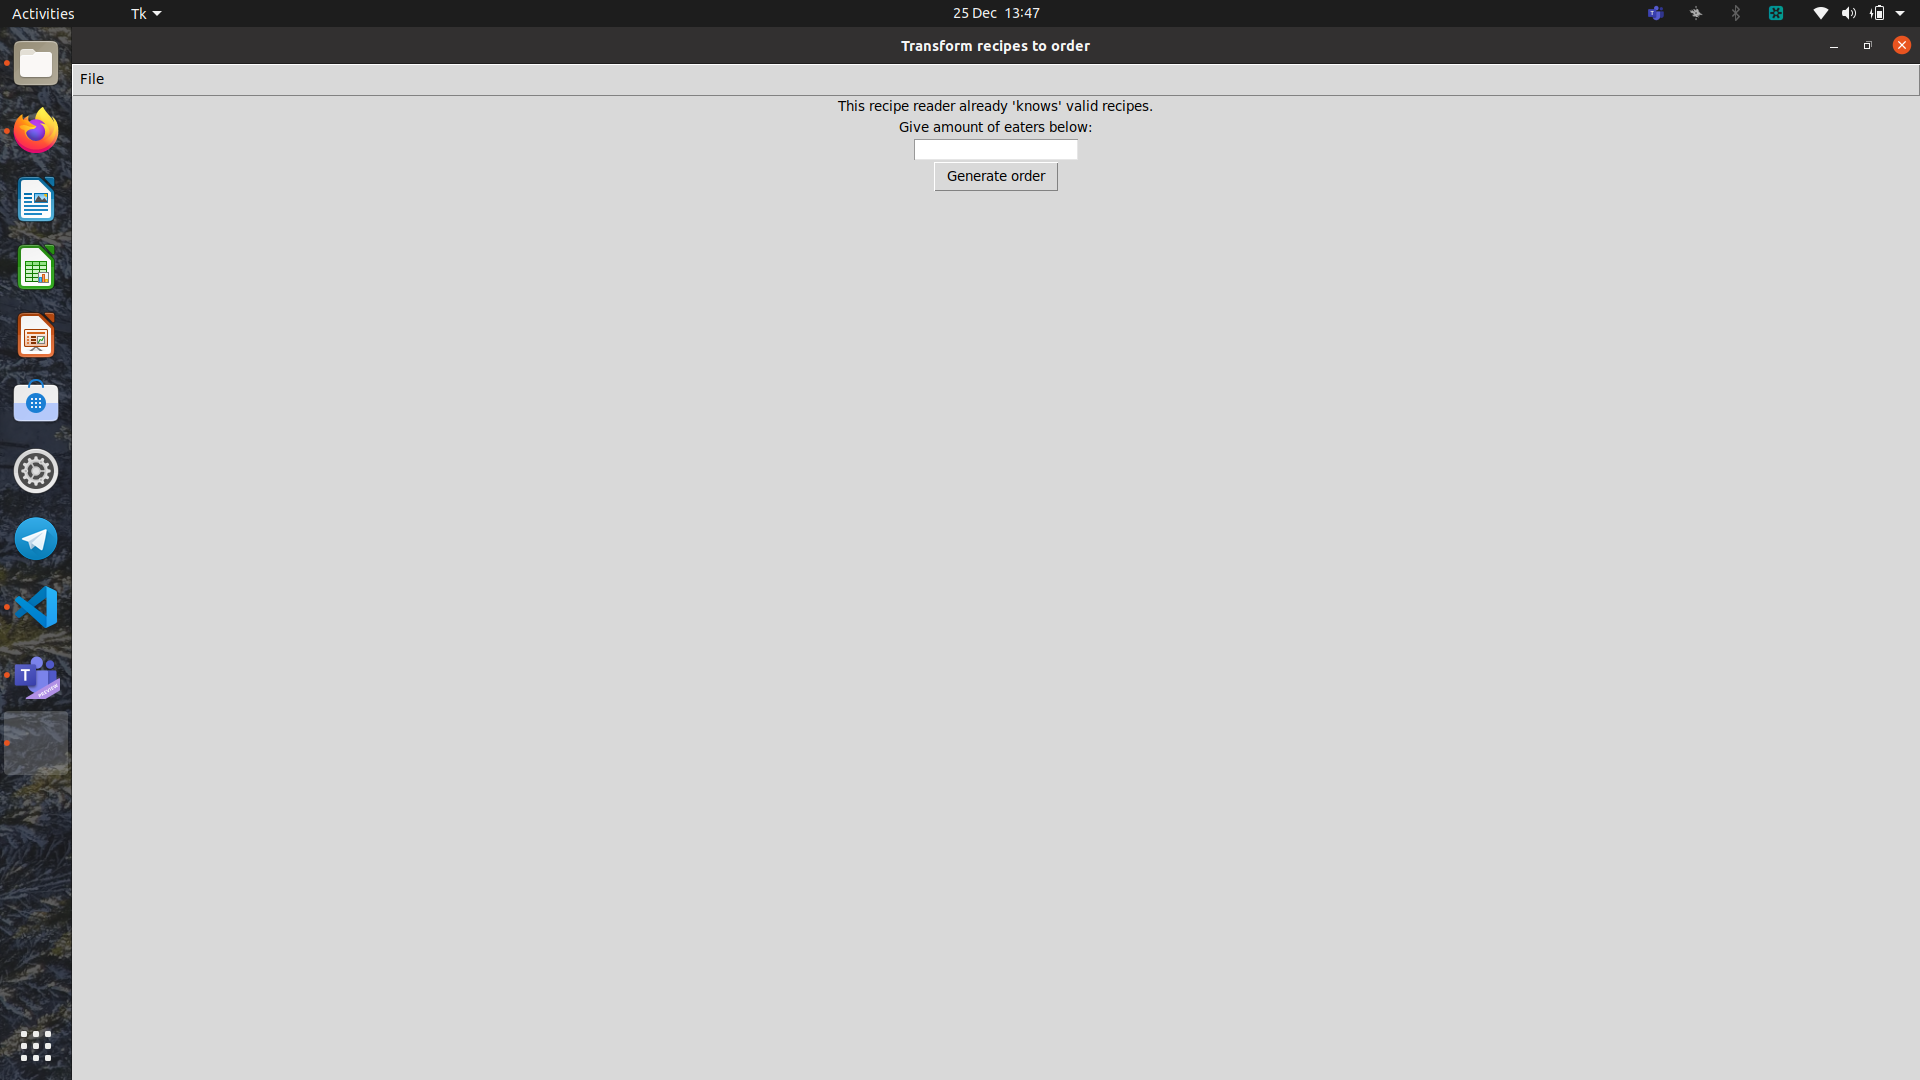 Activities
Tk
25 Dec 13:47
Transform recipes to order
File
This recipe reader already 'knows' valid recipes.
Give amount of eaters below:
Generate order
T
PREVIEW